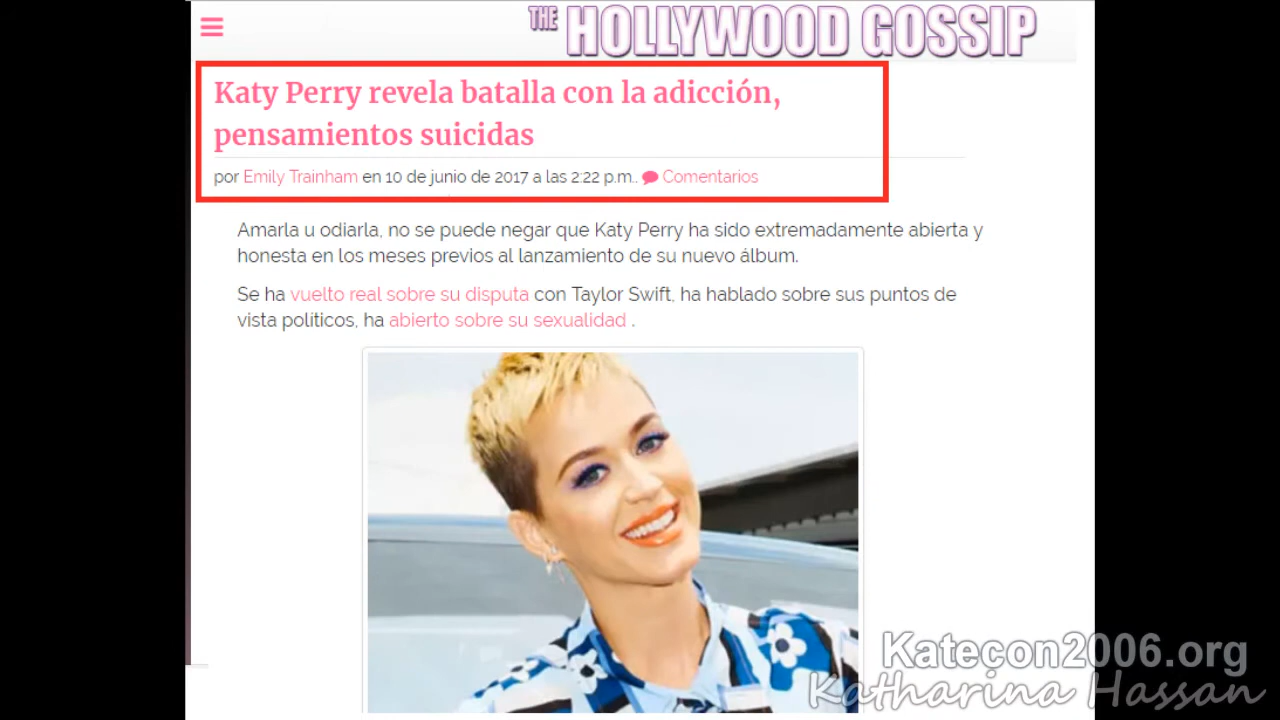 THE HOLLYWOOD GOSSIP
Katy Perry revela batalla con la adicción,
pensamientos suicidas
por Emily Trainham en 10 de junio de 2017 a las 2:22 p.m.. Comentarios
Amarla u odiarla, no se puede negar que Katy Perry ha sido extremadamente abierta y
honesta en los meses previos al lanzamiento de su nuevo álbum.
Se ha vuelto real sobre su disputa con Taylor Swift, ha hablado sobre sus puntos de
vista políticos, ha abierto sobre su sexualidad .
Katecon2006.org
Katharina Hassan